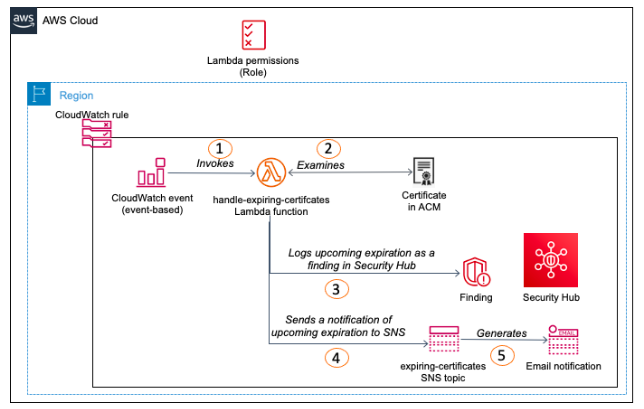 aws
AWS Cloud
Lambda permissions
(Role)
Region
CloudWatch rule
1
Invokes
2
Examines
CloudWatch event
(event-based)
handle-expiring-certifcates
Lambda function
Certificate
in ACM
Logs upcoming expiration as a
finding in Security Hub
3
Finding
Security Hub
Sends a notification of
upcoming expiration to SNS
4
Generates
5
EMAIL
expiring-certificates
SNS topic
Email notification